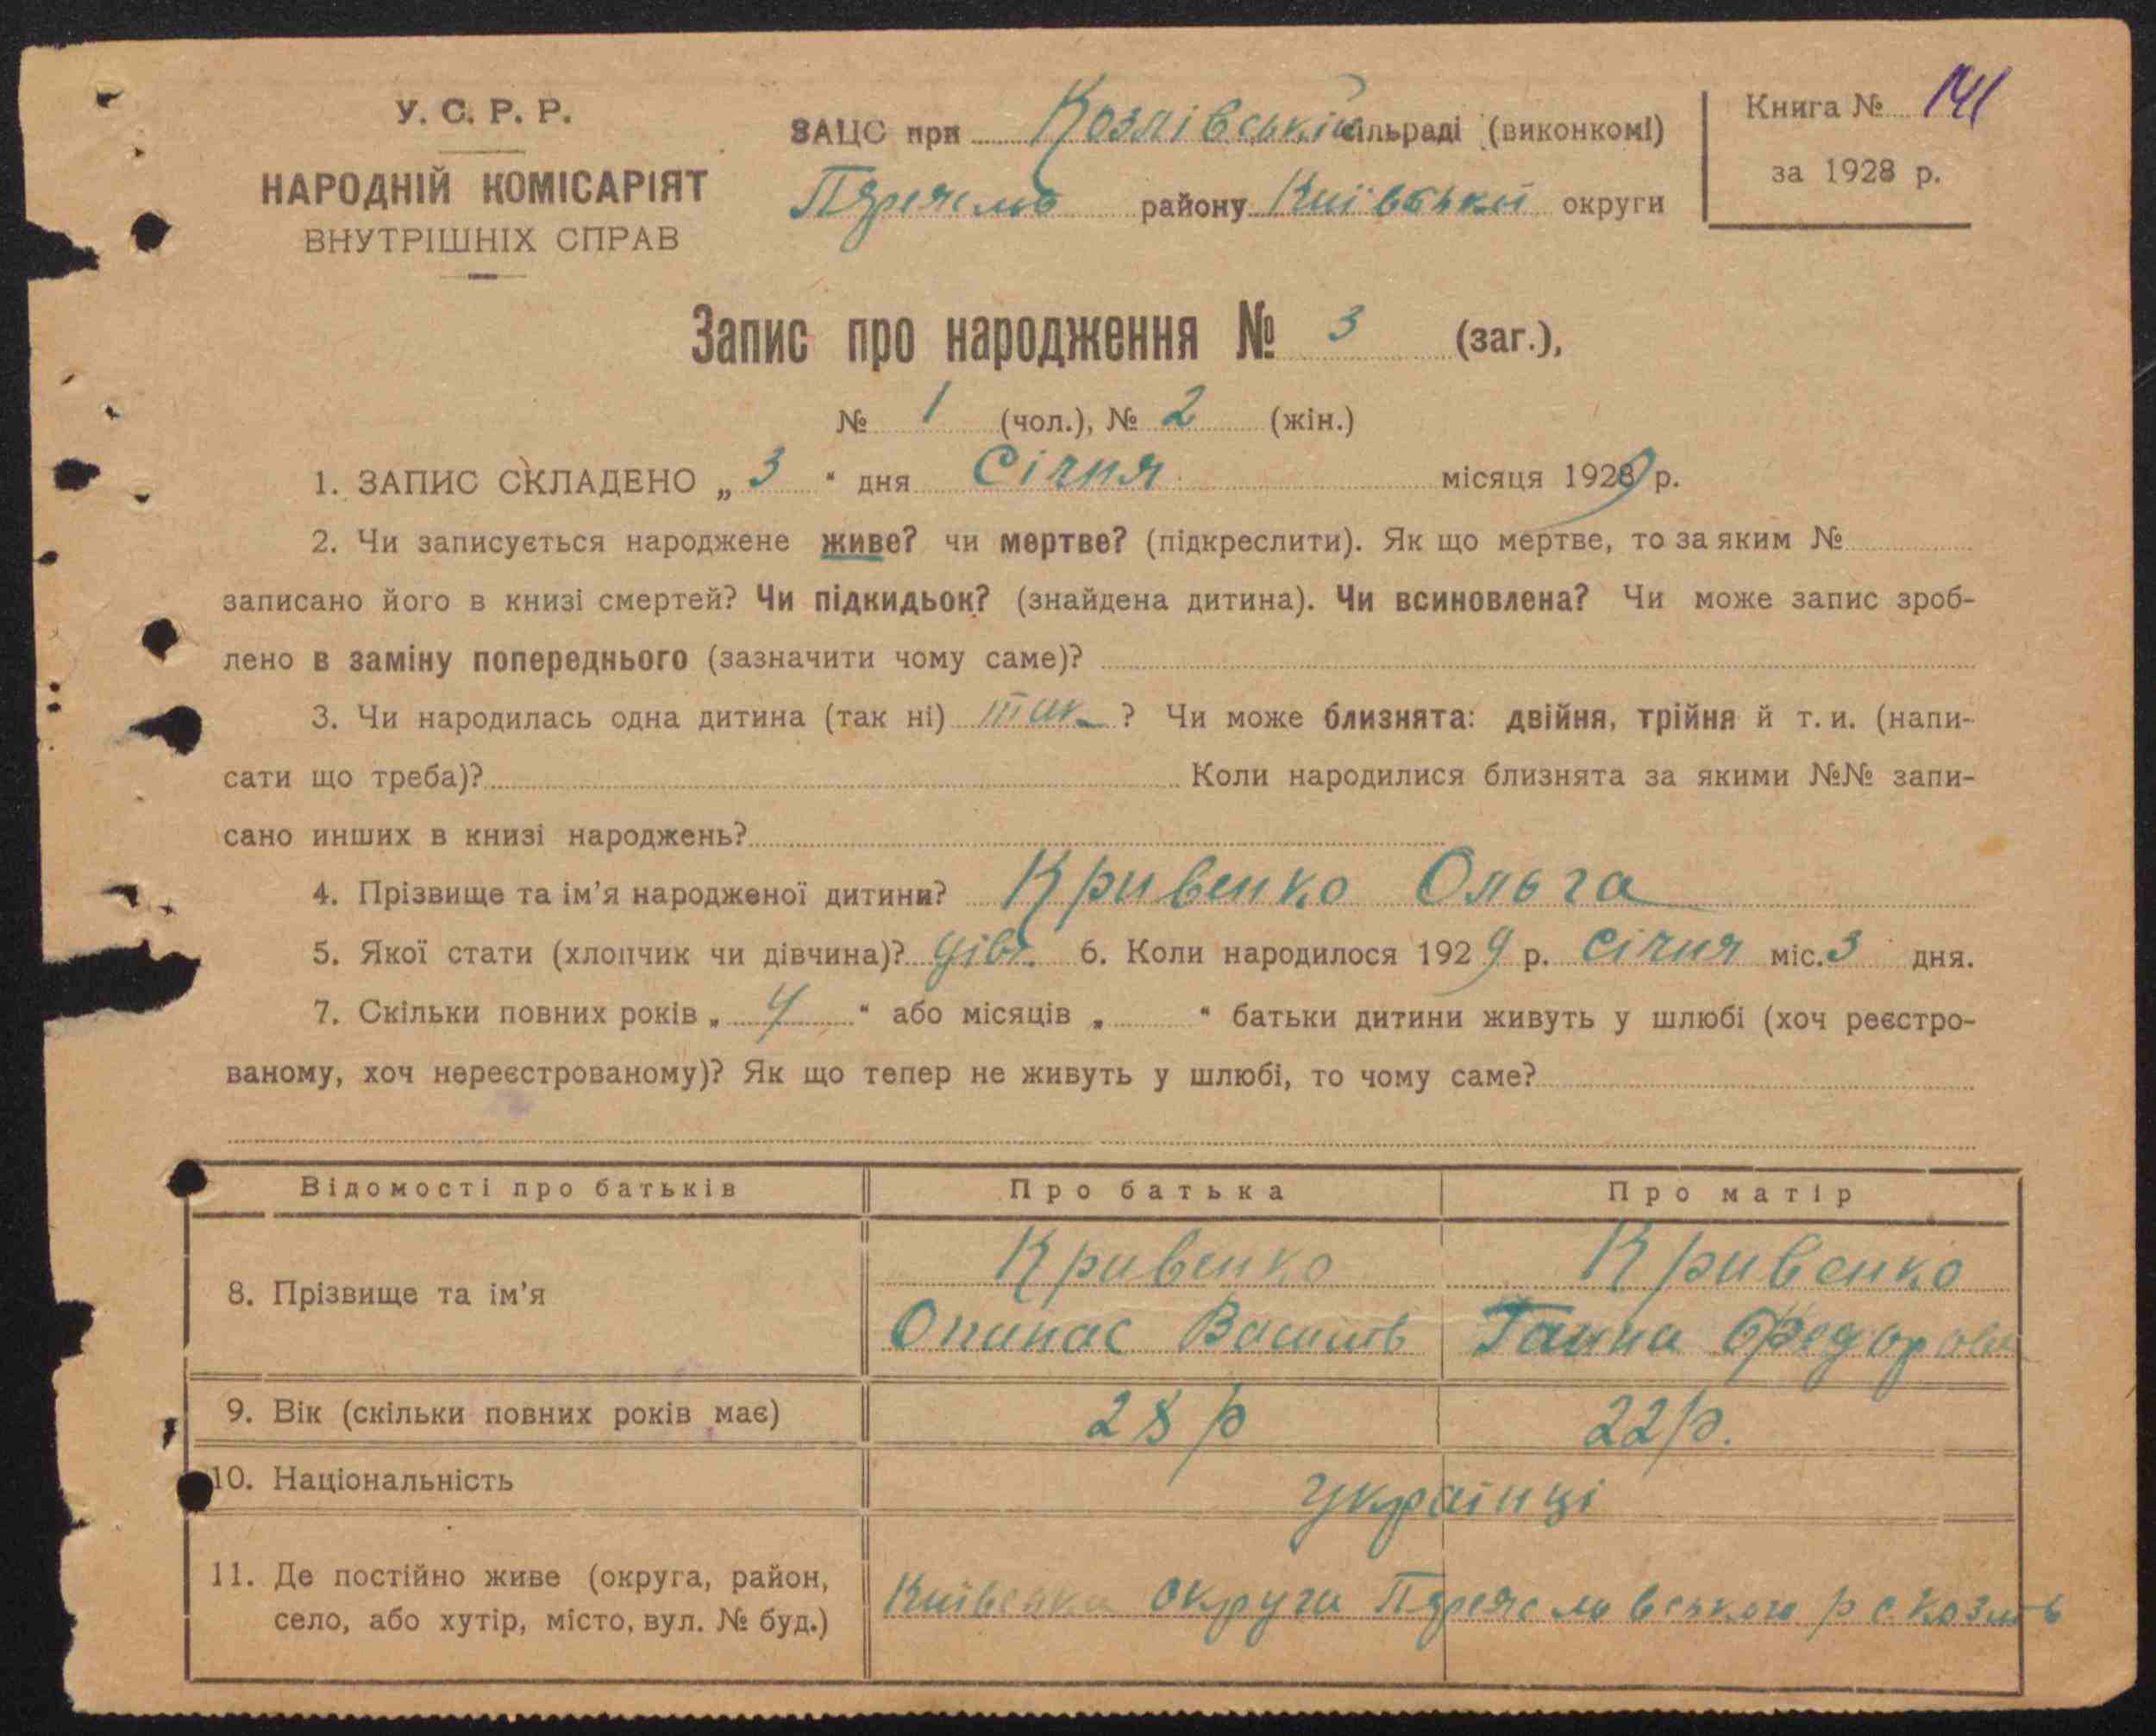 У. С. Р. Р.
НАРОДНІЙ КОМІСАРІЯТ
ВНУТРІШНІХ СПРАВ
ЗАЦС при Козлівській сільраді (виконкомі)
району Київської округи
Книга № 141
за 1928 р.
Запис про народження № 3 (заг.),
№ 1 (чол.), № 2 (жін.)
1. ЗАПИС СКЛАДЕНО „ 3 “ дня Січня місяця 1929 р.
2. Чи записується народжене живе? чи мертве? (підкреслити). Як що мертве, то за яким №
записано його в книзі смертей? Чи підкидьок? (знайдена дитина). Чи всиновлена? Чи може запис зроб-
лено в заміну попереднього (зазначити чому саме)?
3. Чи народилась одна дитина (так ні) так ? Чи може близнята: двійня, трійня й т. и. (напи-
сати що треба)? Коли народилися близнята за якими №№ запи-
сано инших в книзі народжень?
4. Прізвище та ім’я народженої дитини? Кривенко Ольга
5. Якої стати (хлопчик чи дівчина)? дівч. 6. Коли народилося 1929 р. Січня міс. 3 дня.
7. Скільки повних років „ 4 “ або місяців „ “ батьки дитини живуть у шлюбі (хоч реєстро-
ваному, хоч нереєстрованому)? Як що тепер не живуть у шлюбі, то чому саме?
Відомості про батьків Про батька Про матір
8. Прізвище та ім’я
Кривенко Кривенко
Опанас Ганна
9. Вік (скільки повних років має) 28 р 22 р.
10. Національність українці
11. Де постійно живе (округа, район,
село, або хутір, місто, вул. № буд.)
Київська округа р с